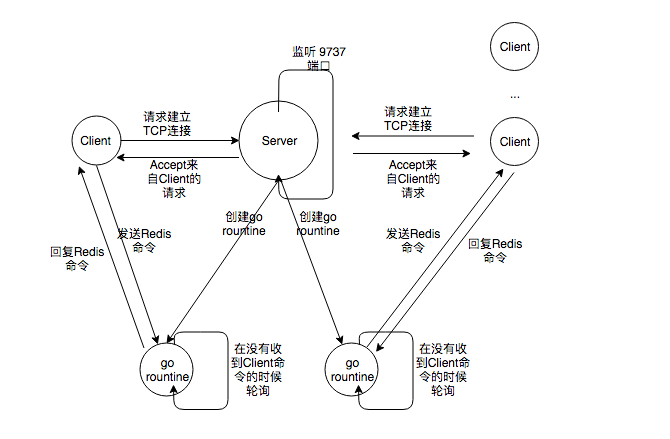 Client
监听 9737
端口
...
请求建立
TCP连接
请求建立
TCP连接
Client
Server
Client
Accept来
自Client的
请求
Accept来
自Client的
请求
创建go
rountine
创建go
rountine
发送Redis
命令
发送Redis
命令
回复Redis
命令
回复Redis
命令
go
rountine
在没有收
到Client命
令的时候
轮询
go
rountine
在没有收
到Client命
令的时候
轮询